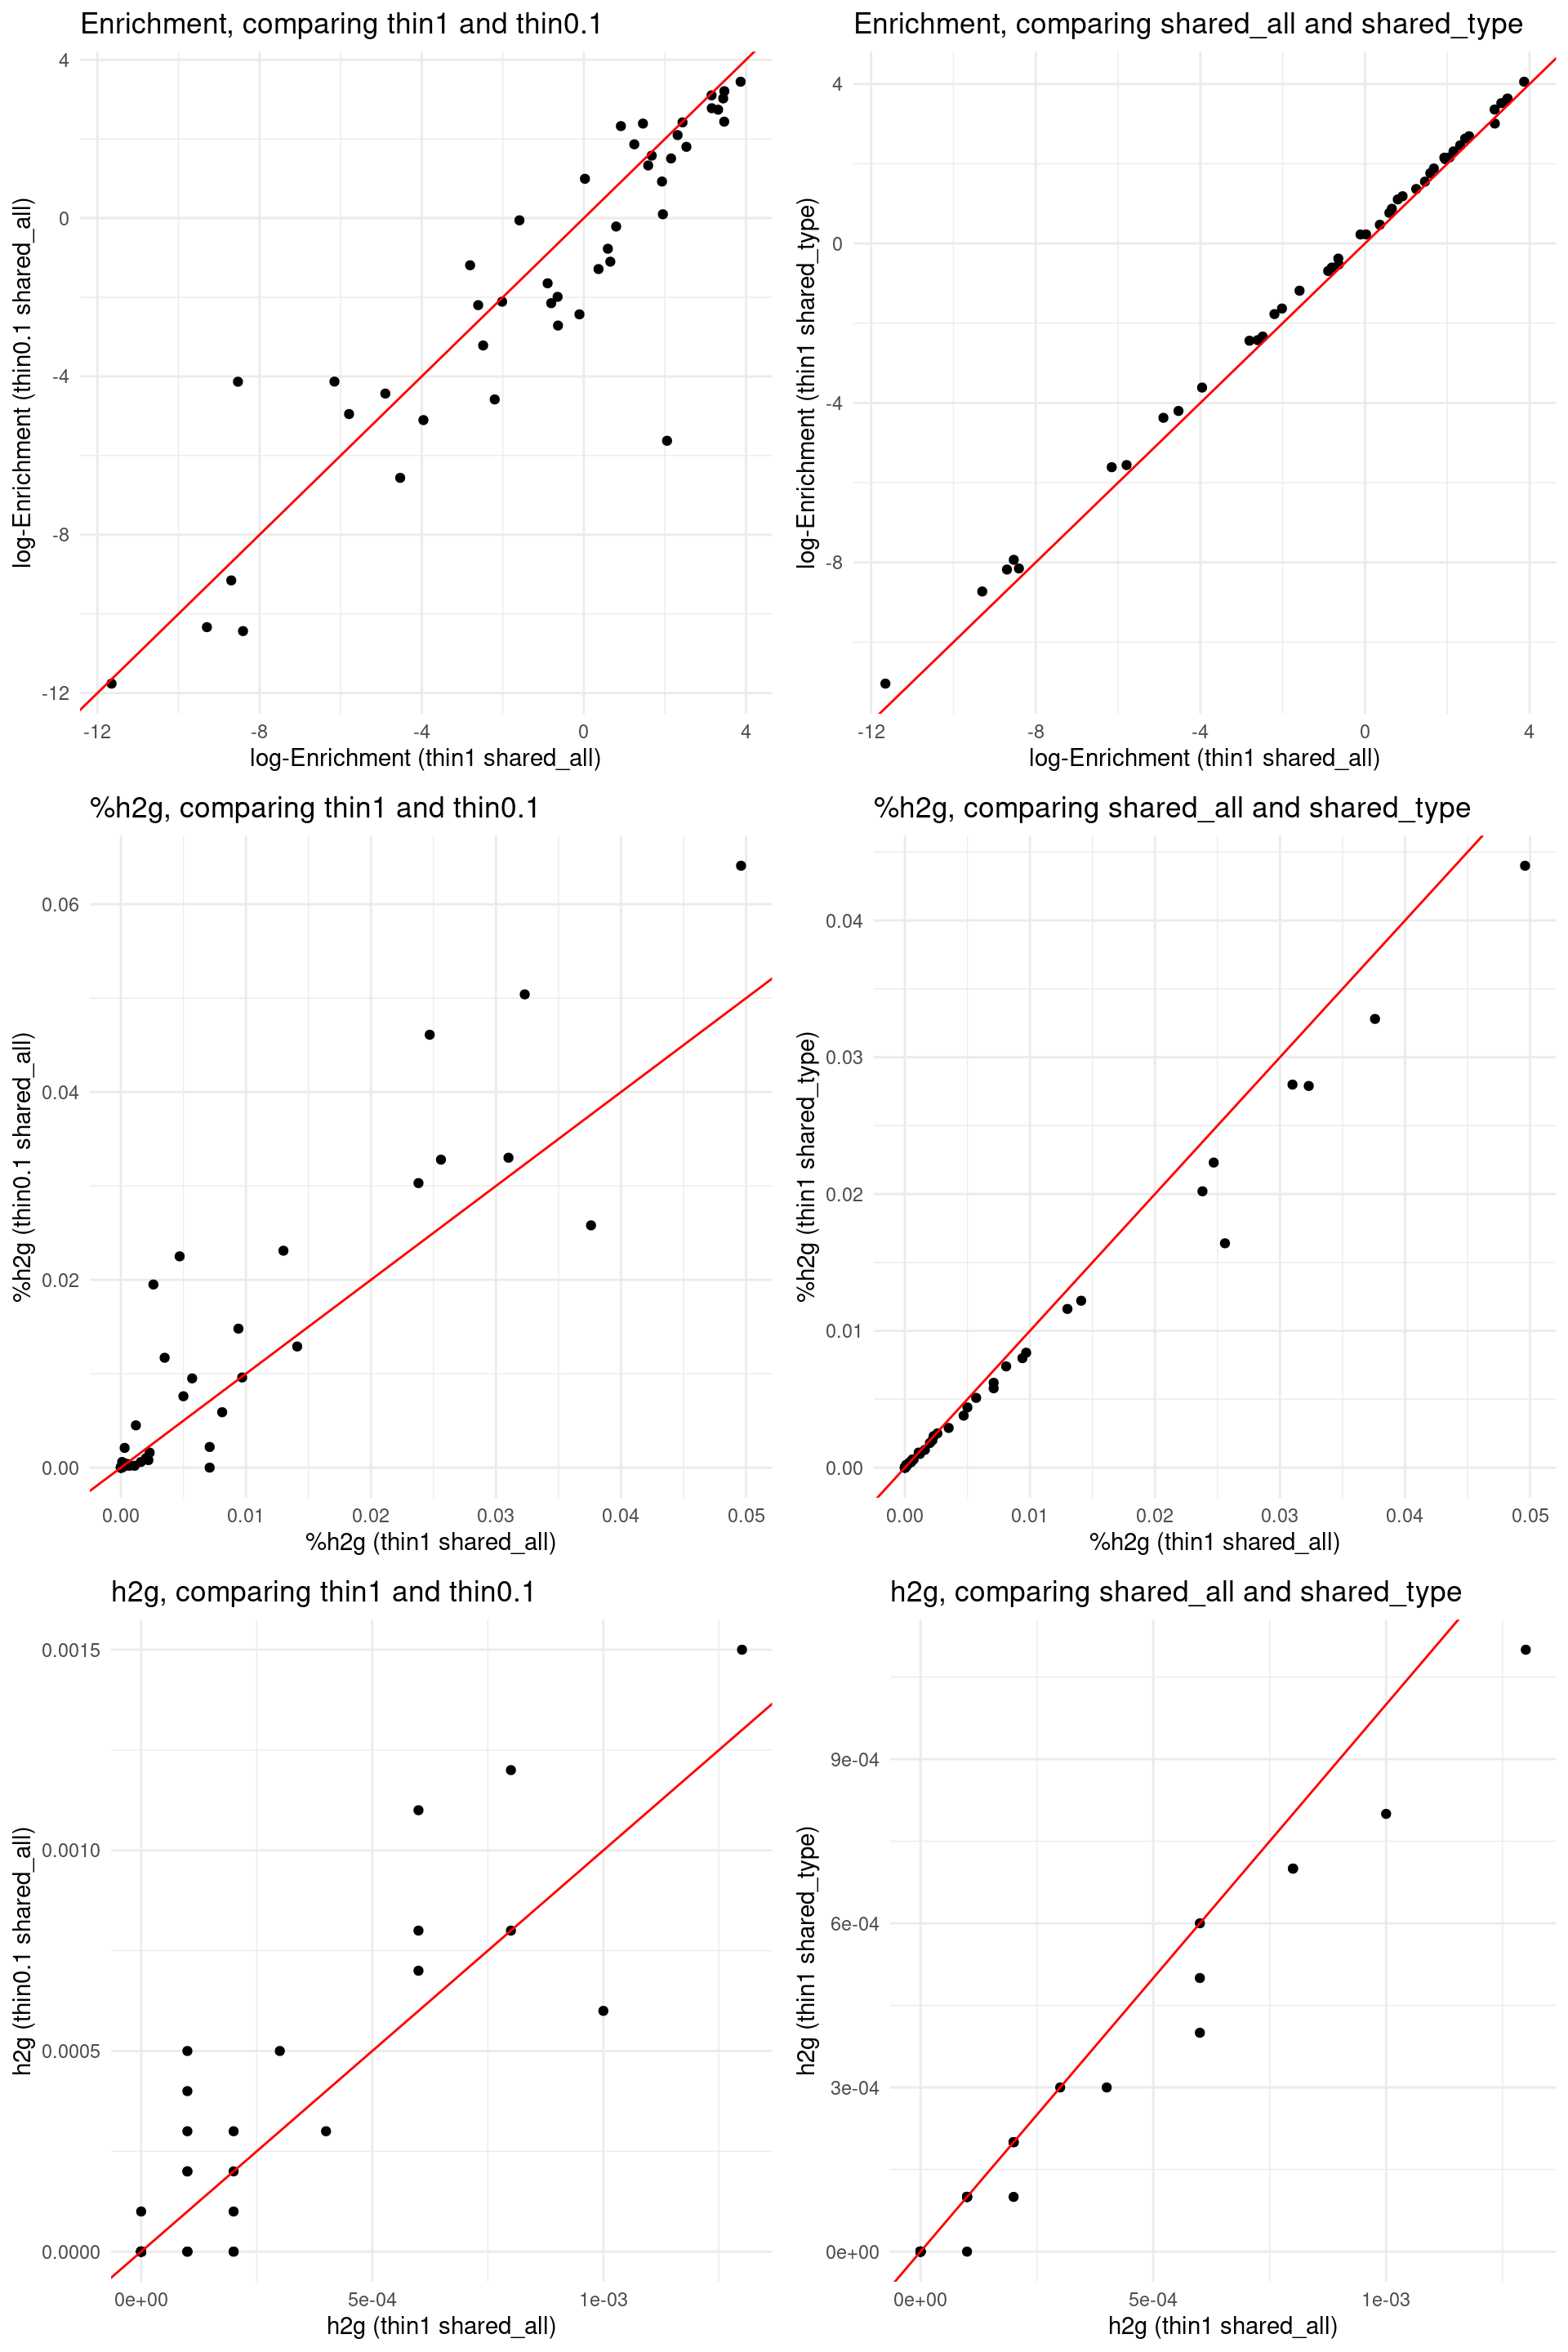 Enrichment, comparing thin1 and thin0.1
log-Enrichment (thin0.1 shared_all)
4
0
-4
-8
-12
-12 -8 -4 0 4
log-Enrichment (thin1 shared_all)
Enrichment, comparing shared_all and shared_type
log-Enrichment (thin1 shared_type)
4
0
-4
-8
-12 -8 -4 0 4
log-Enrichment (thin1 shared_all)
%h2g, comparing thin1 and thin0.1
%h2g (thin0.1 shared_all)
0.06
0.04
0.02
0.00
0.00 0.01 0.02 0.03 0.04 0.05
%h2g (thin1 shared_all)
%h2g, comparing shared_all and shared_type
%h2g (thin1 shared_type)
0.04
0.03
0.02
0.01
0.00
0.00 0.01 0.02 0.03 0.04 0.05
%h2g (thin1 shared_all)
h2g, comparing thin1 and thin0.1
h2g (thin0.1 shared_all)
0.0015
0.0010
0.0005
0.0000
0e+00 5e-04 1e-03
h2g (thin1 shared_all)
h2g, comparing shared_all and shared_type
h2g (thin1 shared_type)
9e-04
6e-04
3e-04
0e+00
0e+00 5e-04 1e-03
h2g (thin1 shared_all)